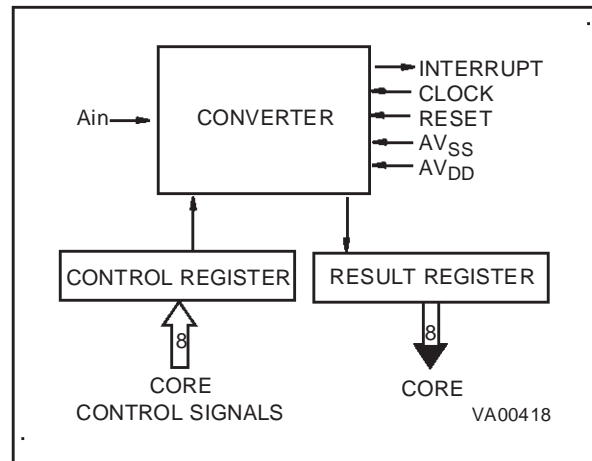 INTERRUPT
CLOCK
Ain
CONVERTER
RESET
AVSS
AVDD
CONTROL REGISTER
RESULT REGISTER
8
8
CORE
CONTROL SIGNALS
CORE
VA00418